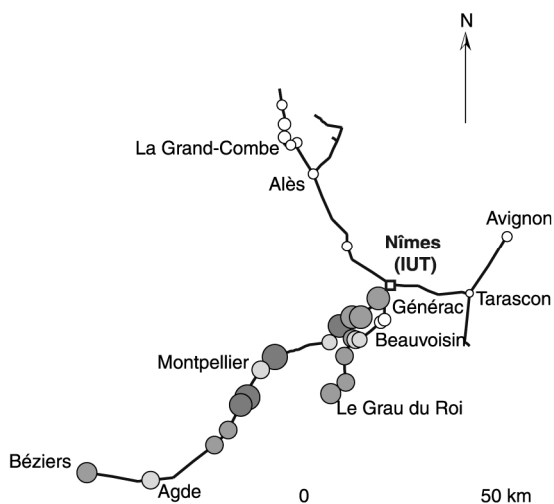 N
La Grand-Combe
Alès
Avignon
Nîmes
(IUT)
Générac
Tarascon
Beauvoisin
Montpellier
Le Grau du Roi
Béziers
Agde
0
50 km